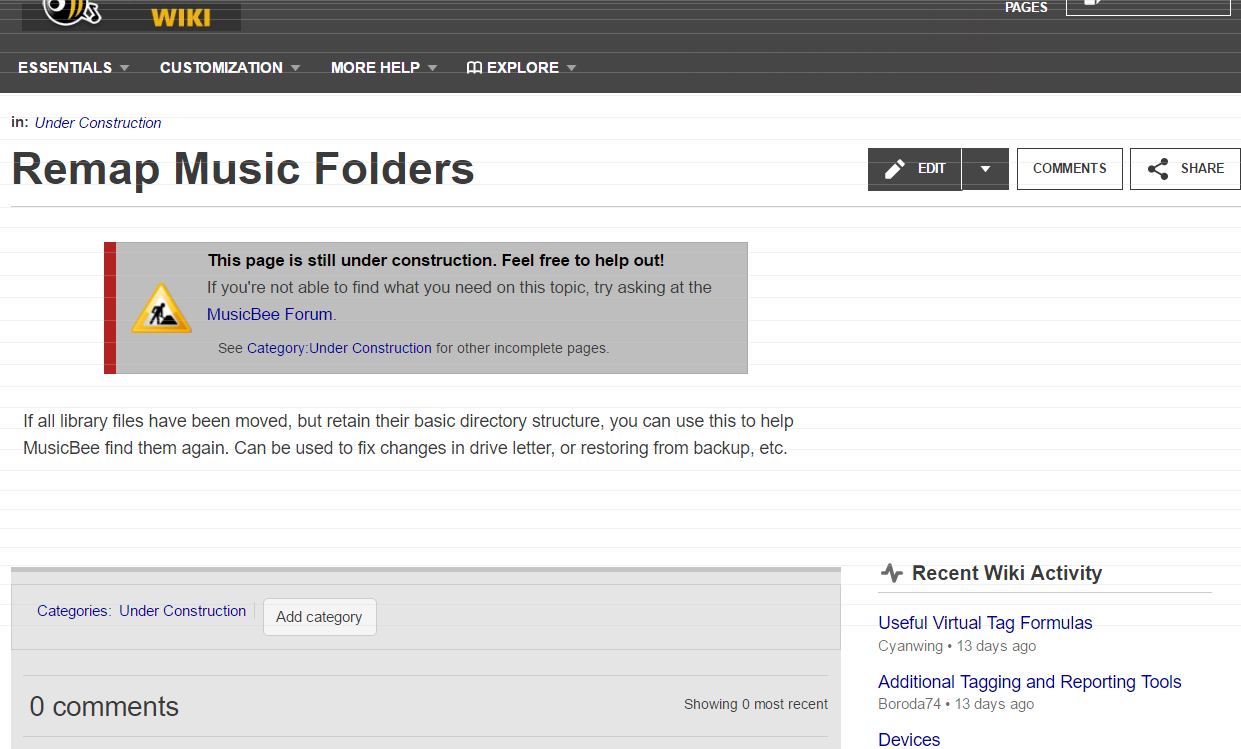 WIKI
PAGES
ESSENTIALS CUSTOMIZATION MORE HELP EXPLORE
in: Under Construction
Remap Music Folders
EDIT COMMENTS SHARE
This page is still under construction. Feel free to help out!
If you're not able to find what you need on this topic, try asking at the
MusicBee Forum.
See Category:Under Construction for other incomplete pages.
If all library files have been moved, but retain their basic directory structure, you can use this to help
MusicBee find them again. Can be used to fix changes in drive letter, or restoring from backup, etc.
Categories: Under Construction Add category
0 comments
Showing 0 most recent
Recent Wiki Activity
Useful Virtual Tag Formulas
Cyanwing • 13 days ago
Additional Tagging and Reporting Tools
Boroda74 • 13 days ago
Devices